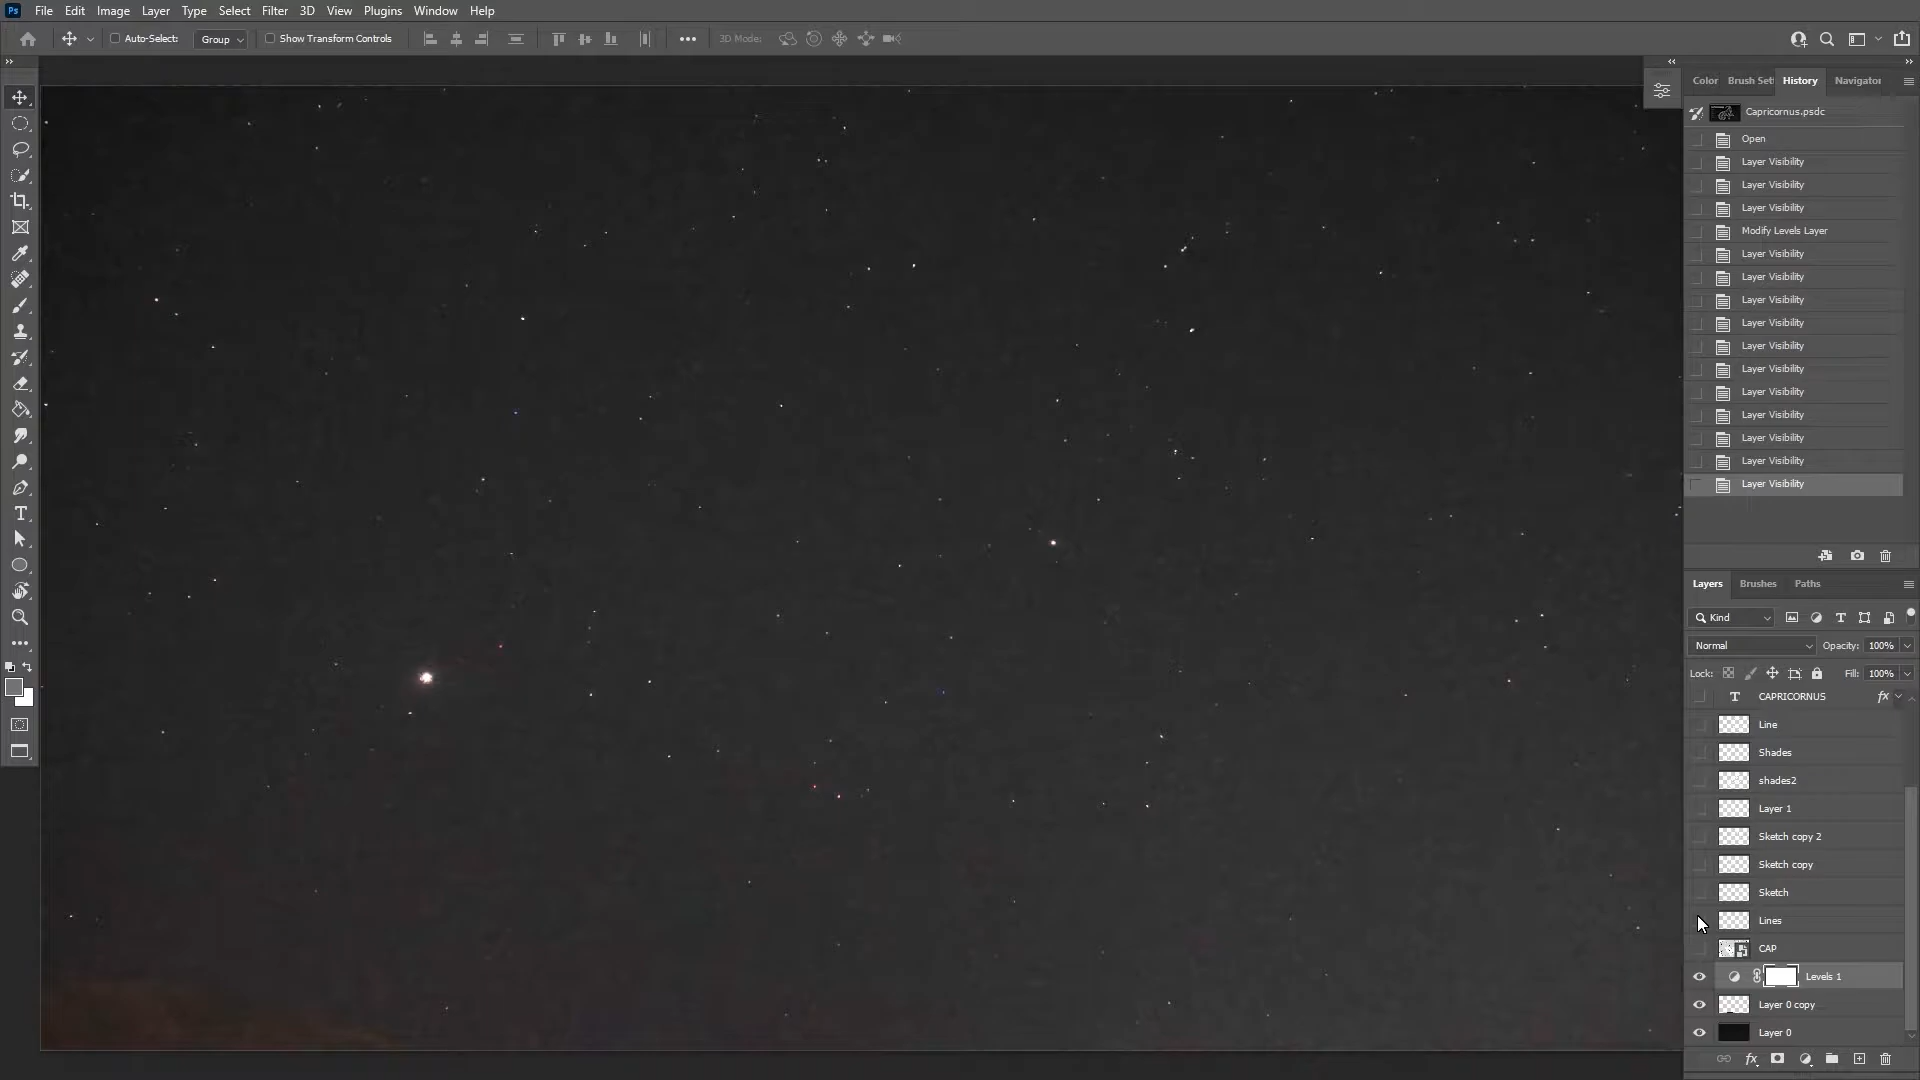 Ps File Edit Image Layer Type Select Filter 3D View Plugins Window Help
Auto-Select: Group Show Transform Controls 3D Mode:
Color Brush Set History Navigator
Capricornus.psdc
Open
Layer Visibility
Layer Visibility
Layer Visibility
Modify Levels Layer
Layer Visibility
Layer Visibility
Layer Visibility
Layer Visibility
Layer Visibility
Layer Visibility
Layer Visibility
Layer Visibility
Layer Visibility
Layer Visibility
Layer Visibility
Layers Brushes Paths
Kind
Normal Opacity: 100%
Lock: Fill: 100%
CAPRICORNUS fx
Line
Shades
shades2
Layer 1
Sketch copy 2
Sketch copy
Sketch
Lines
CAP
Levels 1
Layer 0 copy
Layer 0
fx